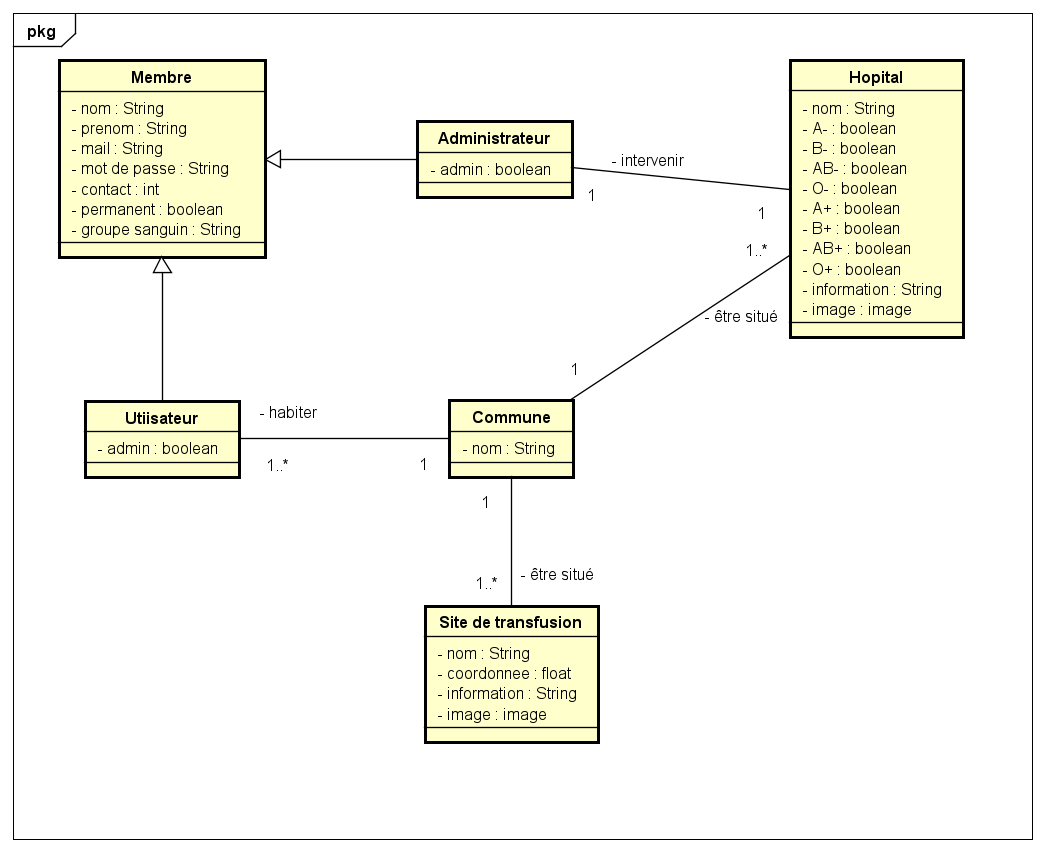 pkg
Membre
- nom : String
- prenom : String
- mail : String
- mot de passe : String
- contact : int
- permanent : boolean
- groupe sanguin : String
Administrateur
- admin : boolean
- intervenir
1
1
Hopital
- nom : String
- A- : boolean
- B- : boolean
- AB- : boolean
- O- : boolean
- A+ : boolean
- B+ : boolean
- AB+ : boolean
- O+ : boolean
- information : String
- image : image
1..*
- être situé
1
Utiisateur
- admin : boolean
- habiter
1..*
1
Commune
- nom : String
1
- être situé
1..*
Site de transfusion
- nom : String
- coordonnee : float
- information : String
- image : image